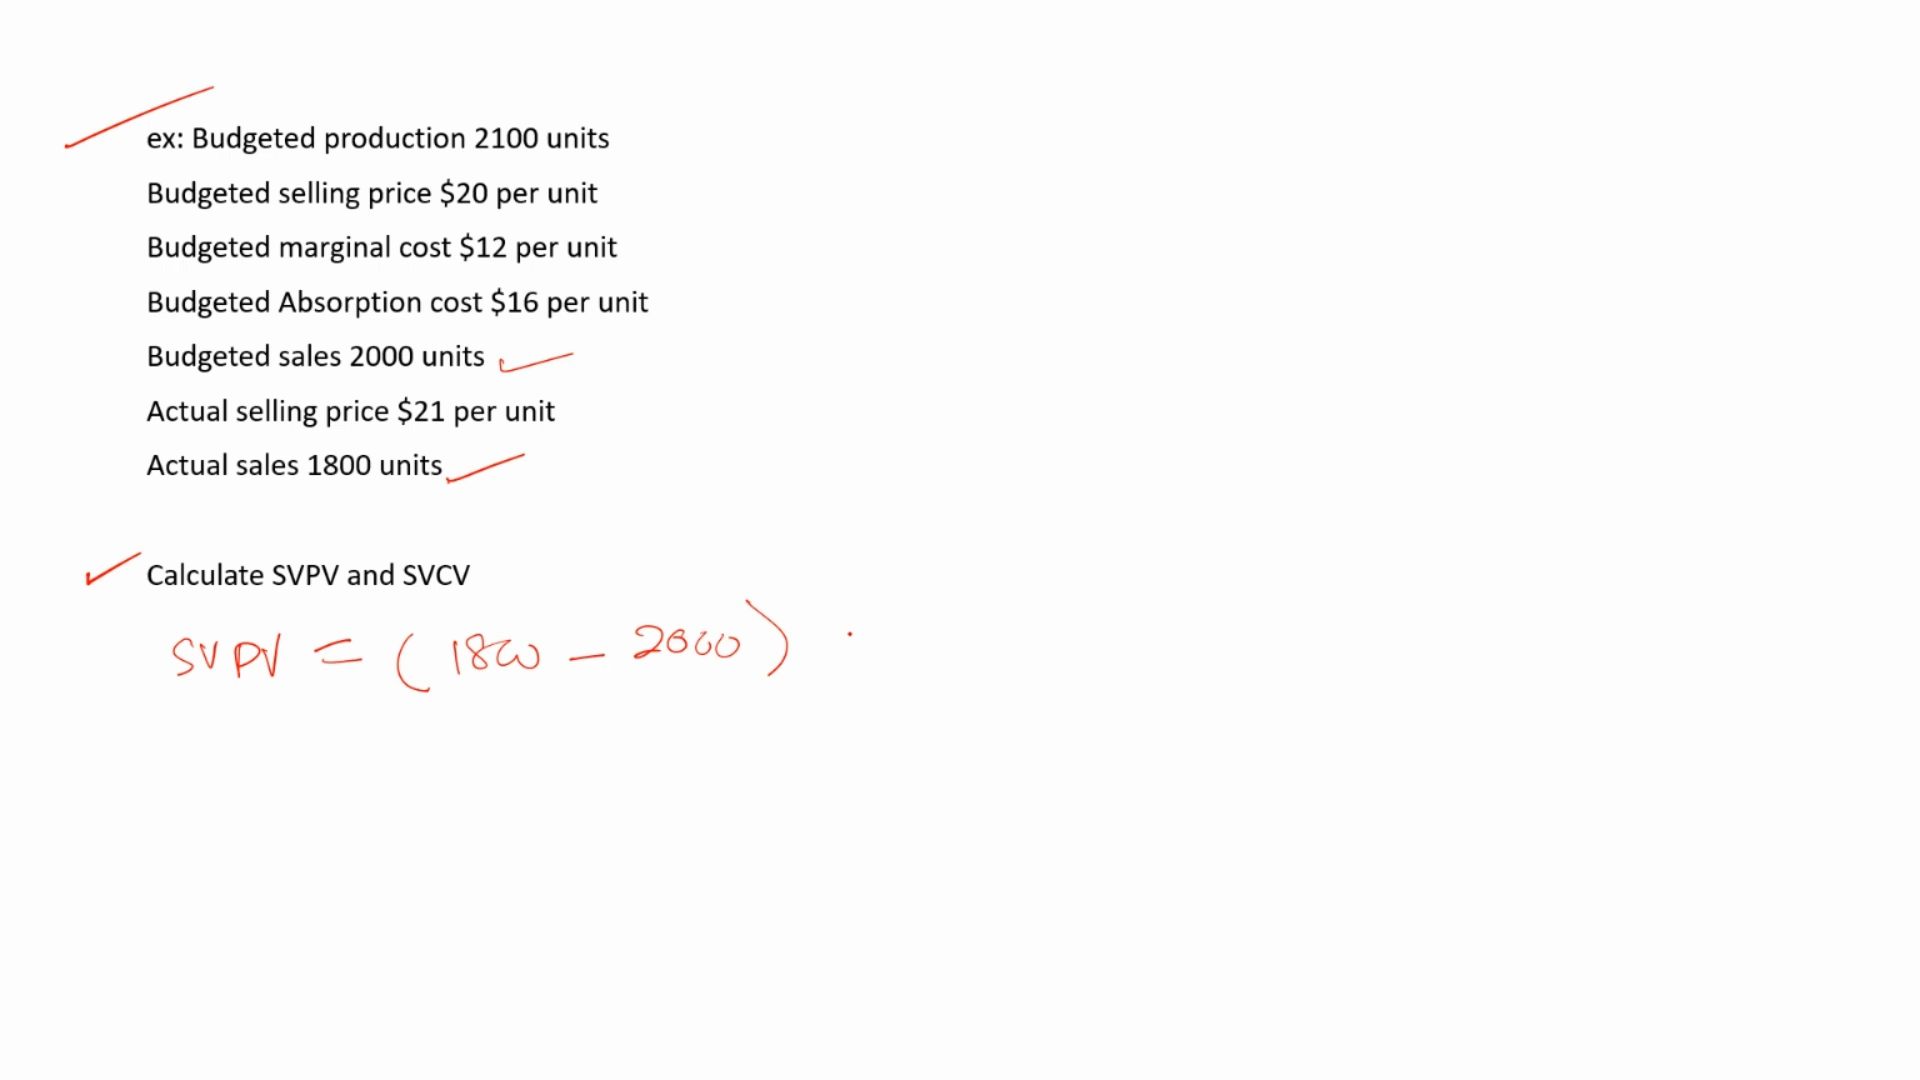 ex: Budgeted production 2100 units
Budgeted selling price $20 per unit
Budgeted marginal cost $12 per unit
Budgeted Absorption cost $16 per unit
Budgeted sales 2000 units
Actual selling price $21 per unit
Actual sales 1800 units
Calculate SVPV and SVCV
SVPV = ( 1800 - 2000 )